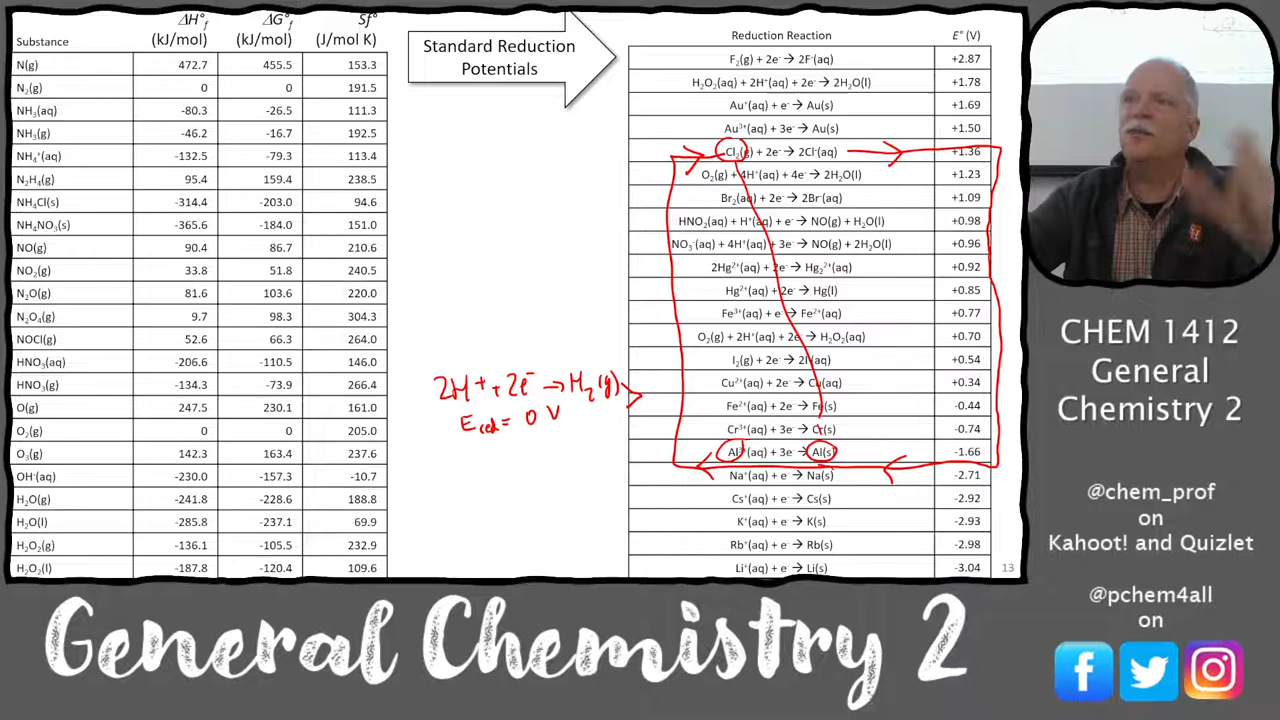 Substance ΔH°f (kJ/mol) ΔG°f (kJ/mol) Sf° (J/mol K)
N(g) 472.7 455.5 153.3
N₂(g) 0 0 191.5
NH₃(aq) -80.3 -26.5 111.3
NH₃(g) -46.2 -16.7 192.5
NH₄⁺(aq) -132.5 -79.3 113.4
N₂H₄(g) 95.4 159.4 238.5
NH₄Cl(s) -314.4 -203.0 94.6
NH₄NO₃(s) -365.6 -184.0 151.0
NO(g) 90.4 86.7 210.6
NO₂(g) 33.8 51.8 240.5
N₂O(g) 81.6 103.6 220.0
N₂O₄(g) 9.7 98.3 304.3
NOCl(g) 52.6 66.3 264.0
HNO₃(aq) -206.6 -110.5 146.0
HNO₃(g) -134.3 -73.9 266.4
O(g) 247.5 230.1 161.0
O₂(g) 0 0 205.0
O₃(g) 142.3 163.4 237.6
OH⁻(aq) -230.0 -157.3 -10.7
H₂O(g) -241.8 -228.6 188.8
H₂O(l) -285.8 -237.1 69.9
H₂O₂(g) -136.1 -105.5 232.9
H₂O₂(l) -187.8 -120.4 109.6
Standard Reduction
Potentials
2H⁺ + 2e⁻ → H₂(g)
E red = 0 V
Reduction Reaction E° (V)
F₂(g) + 2e⁻ → 2F⁻(aq) +2.87
H₂O₂(aq) + 2H⁺(aq) + 2e⁻ → 2H₂O(l) +1.78
Au⁺(aq) + e⁻ → Au(s) +1.69
Au³⁺(aq) + 3e⁻ → Au(s) +1.50
Cl₂(g) + 2e⁻ → 2Cl⁻(aq) +1.36
O₂(g) + 4H⁺(aq) + 4e⁻ → 2H₂O(l) +1.23
Br₂(aq) + 2e⁻ → 2Br⁻(aq) +1.09
HNO₂(aq) + H⁺(aq) + e⁻ → NO(g) + H₂O(l) +0.98
NO₃⁻(aq) + 4H⁺(aq) + 3e⁻ → NO(g) + 2H₂O(l) +0.96
2Hg²⁺(aq) + 2e⁻ → Hg₂²⁺(aq) +0.92
Hg²⁺(aq) + 2e⁻ → Hg(l) +0.85
Fe³⁺(aq) + e⁻ → Fe²⁺(aq) +0.77
O₂(g) + 2H⁺(aq) + 2e⁻ → H₂O₂(aq) +0.70
I₂(g) + 2e⁻ → 2I⁻(aq) +0.54
Cu²⁺(aq) + 2e⁻ → Cu(aq) +0.34
Fe²⁺(aq) + 2e⁻ → Fe(s) -0.44
Cr³⁺(aq) + 3e⁻ → Cr(s) -0.74
Al³⁺(aq) + 3e⁻ → Al(s) -1.66
Na⁺(aq) + e⁻ → Na(s) -2.71
Cs⁺(aq) + e⁻ → Cs(s) -2.92
K⁺(aq) + e⁻ → K(s) -2.93
Rb⁺(aq) + e⁻ → Rb(s) -2.98
Li⁺(aq) + e⁻ → Li(s) -3.04
13
CHEM 1412
General
Chemistry 2
@chem_prof
on
Kahoot! and Quizlet
@pchem4all
on
General Chemistry 2